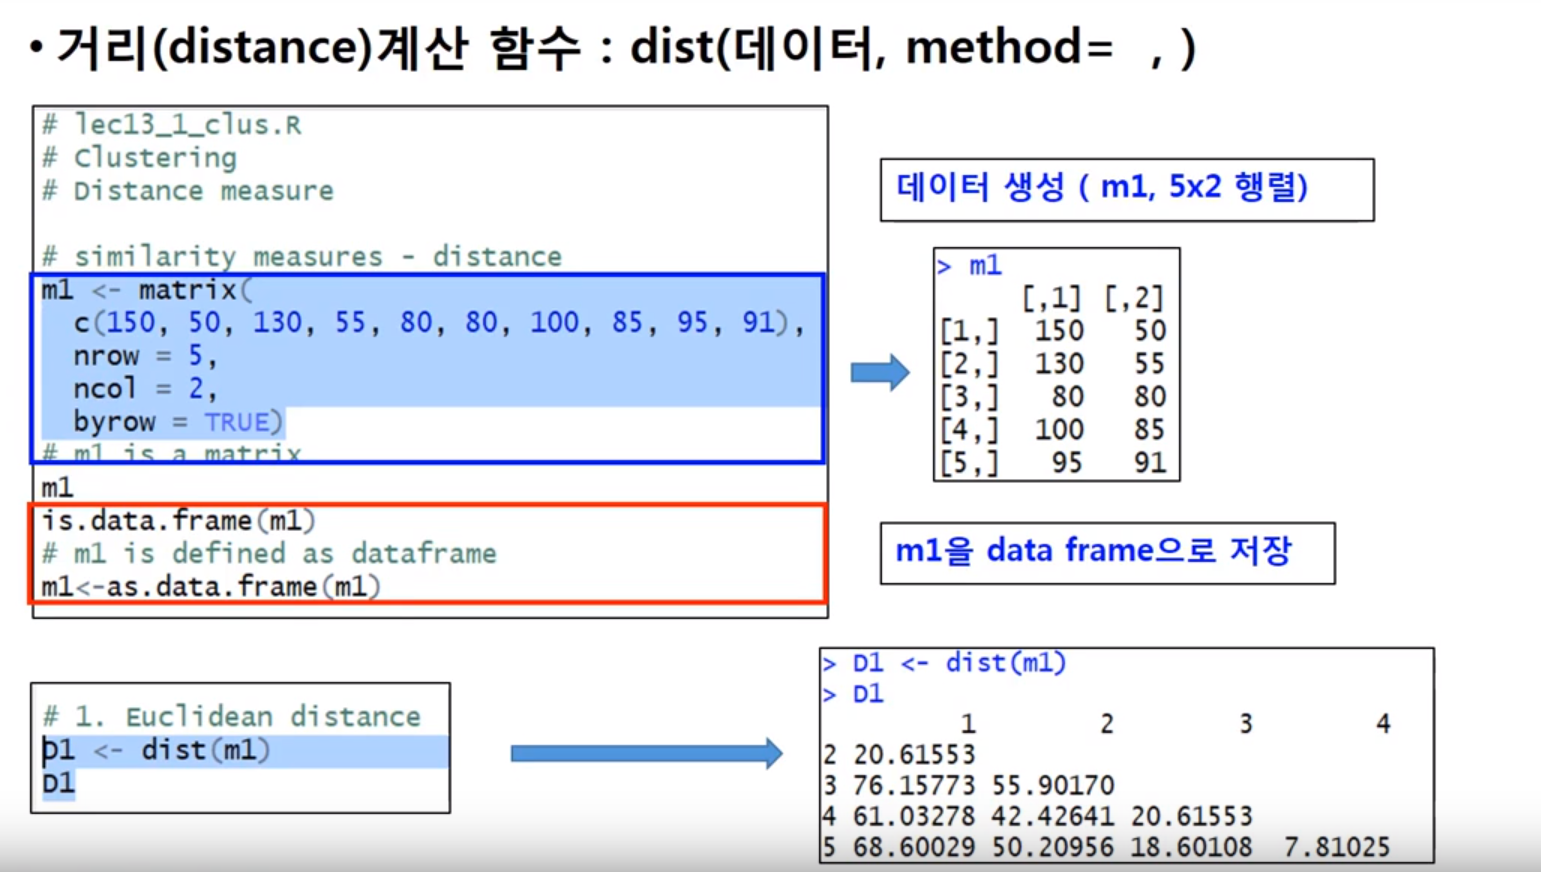 • 거리(distance)계산 함수 : dist(데이터, method=  , )
# lec13_1_clus.R
# Clustering
# Distance measure
# similarity measures - distance
m1 <- matrix(
  c(150, 50, 130, 55, 80, 80, 100, 85, 95, 91),
  nrow = 5,
  ncol = 2,
  byrow = TRUE)
# m1 is a matrix
m1
is.data.frame(m1)
# m1 is defined as dataframe
m1<-as.data.frame(m1)
데이터 생성 ( m1, 5x2 행렬)
> m1
     [,1] [,2]
[1,]  150   50
[2,]  130   55
[3,]   80   80
[4,]  100   85
[5,]   95   91
m1을 data frame으로 저장
# 1. Euclidean distance
D1 <- dist(m1)
D1
> D1 <- dist(m1)
> D1
         1        2        3        4
2 20.61553
3 76.15773 55.90170
4 61.03278 42.42641 20.61553
5 68.60029 50.20956 18.60108  7.81025